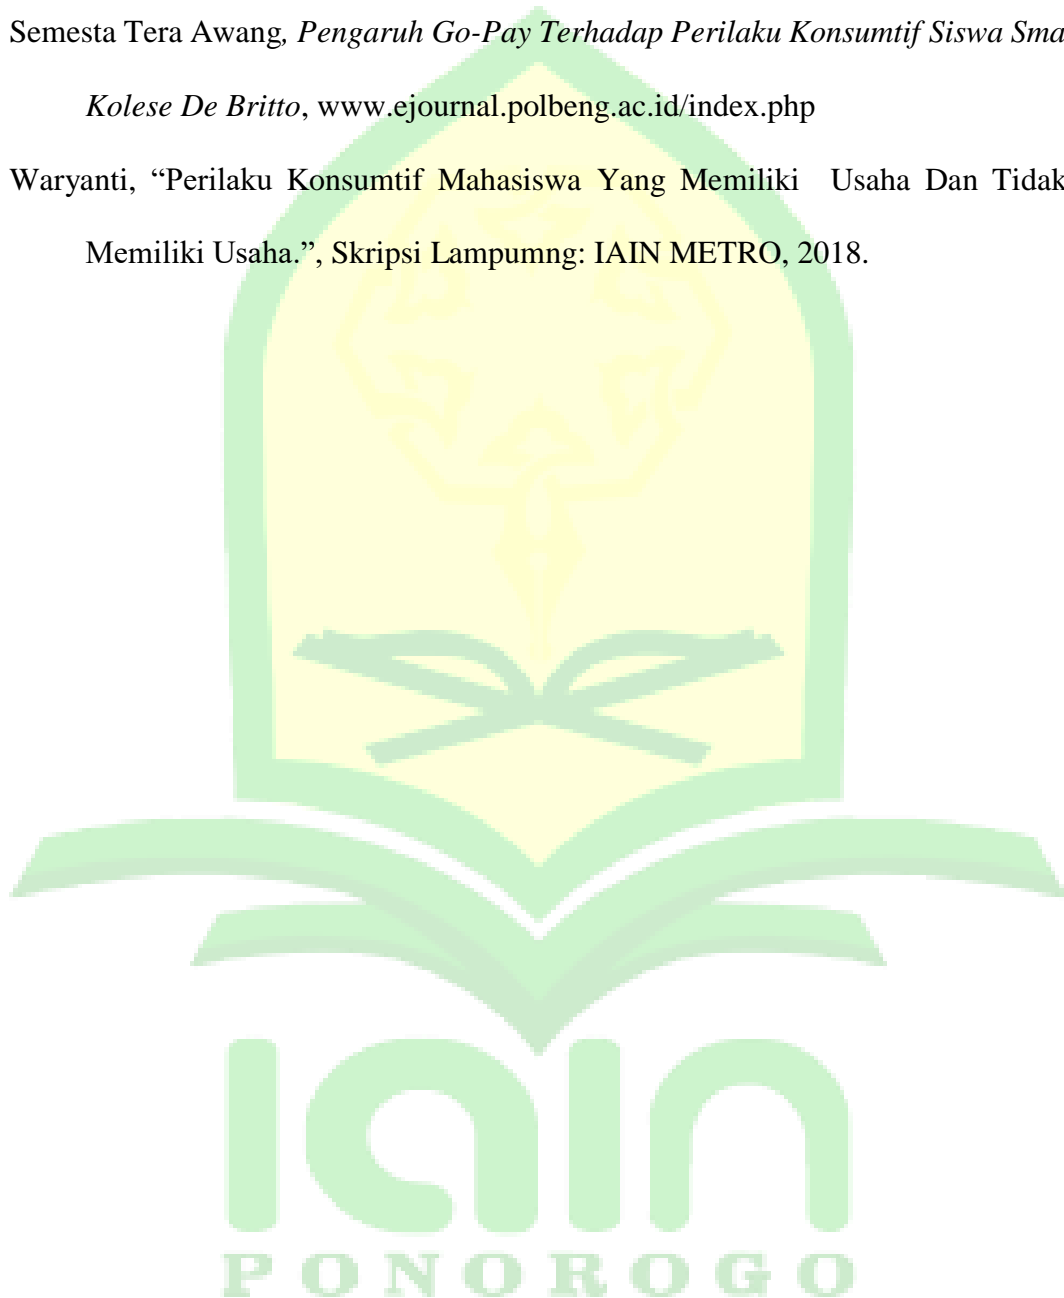 Semesta Tera Awang, Pengaruh Go-Pay Terhadap Perilaku Konsumtif Siswa Sma
Kolese De Britto, www.ejournal.polbeng.ac.id/index.php
Waryanti, “Perilaku Konsumtif Mahasiswa Yang Memiliki Usaha Dan Tidak
Memiliki Usaha.”, Skripsi Lampumng: IAIN METRO, 2018.
iain
PONOROGO